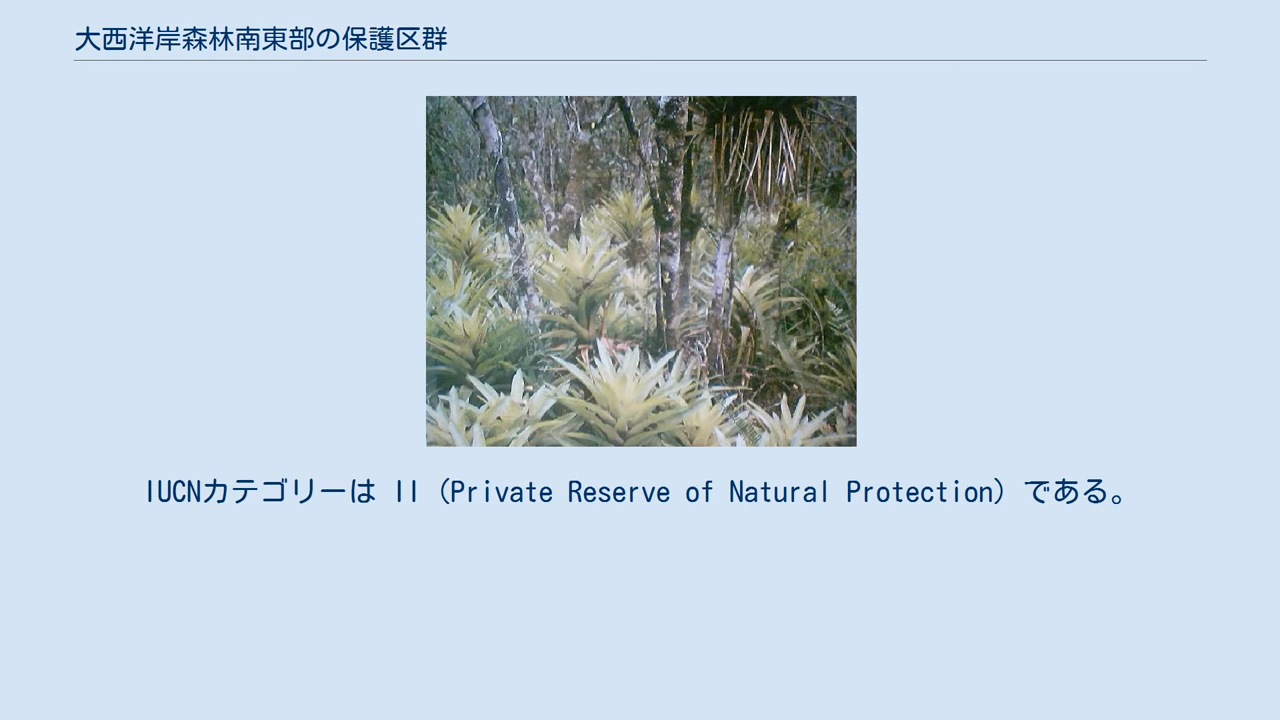 大西洋岸森林南東部の保護区群
IUCNカテゴリーは II (Private Reserve of Natural Protection) である。